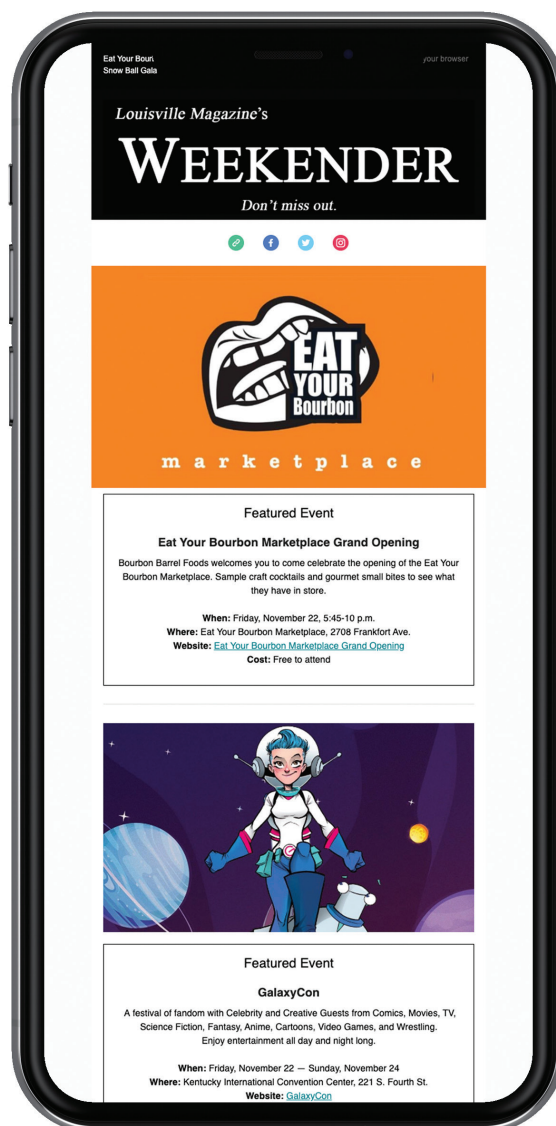 Eat Your Bour
your browser
Snow Ball Gala
Louisville Magazine's
WEEKENDER
Don't miss out.
EAT
YOUR
Bourbon
marketplace
Featured Event
Eat Your Bourbon Marketplace Grand Opening
Bourbon Barrel Foods welcomes you to come celebrate the opening of the Eat Your
Bourbon Marketplace. Sample craft cocktails and gourmet small bites to see what
they have in store.
When: Friday, November 22, 5:45-10 p.m.
Where: Eat Your Bourbon Marketplace, 2708 Frankfort Ave.
Website: Eat Your Bourbon Marketplace Grand Opening
Cost: Free to attend
Featured Event
GalaxyCon
A festival of fandom with Celebrity and Creative Guests from Comics, Movies, TV,
Science Fiction, Fantasy, Anime, Cartoons, Video Games, and Wrestling.
Enjoy entertainment all day and night long.
When: Friday, November 22 — Sunday, November 24
Where: Kentucky International Convention Center, 221 S. Fourth St.
Website: GalaxyCon